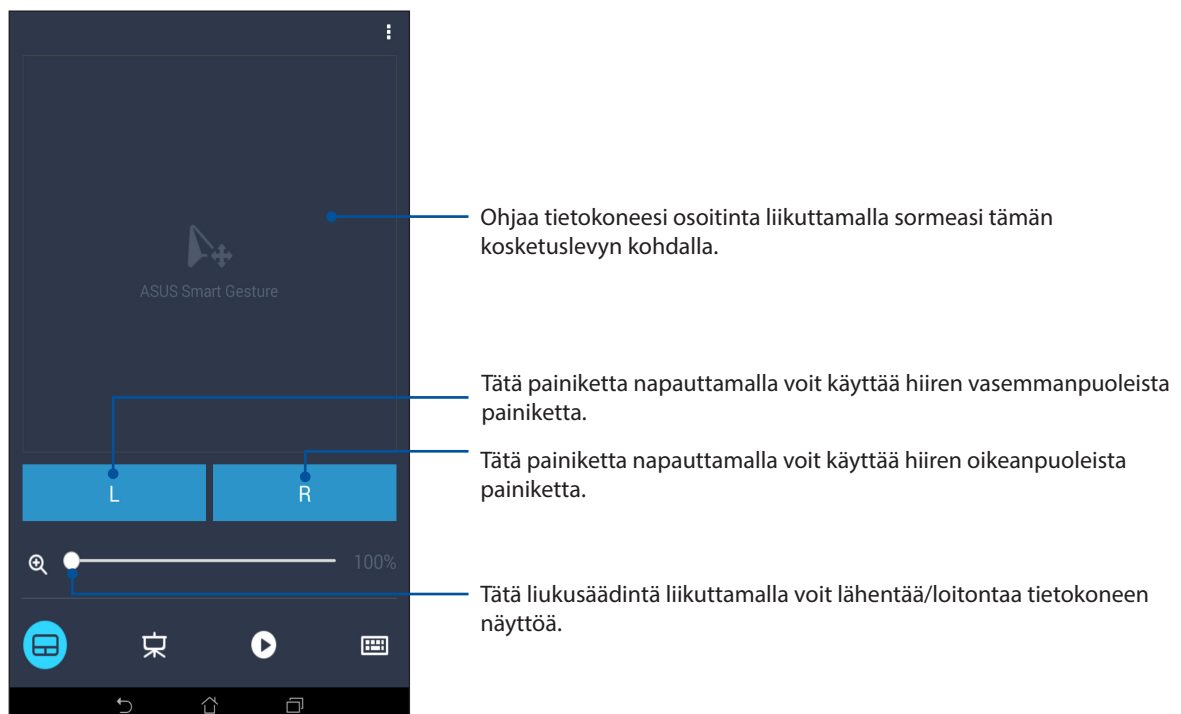 Ohjaa tietokoneesi osoitinta liikuttamalla sormeasi tämän
kosketuslevyn kohdalla.
ASUS Smart Gesture
Tätä painiketta napauttamalla voit käyttää hiiren vasemmanpuoleista
painiketta.
Tätä painiketta napauttamalla voit käyttää hiiren oikeanpuoleista
painiketta.
L
R
100%
Tätä liukusäädintä liikuttamalla voit lähentää/loitontaa tietokoneen
näyttöä.